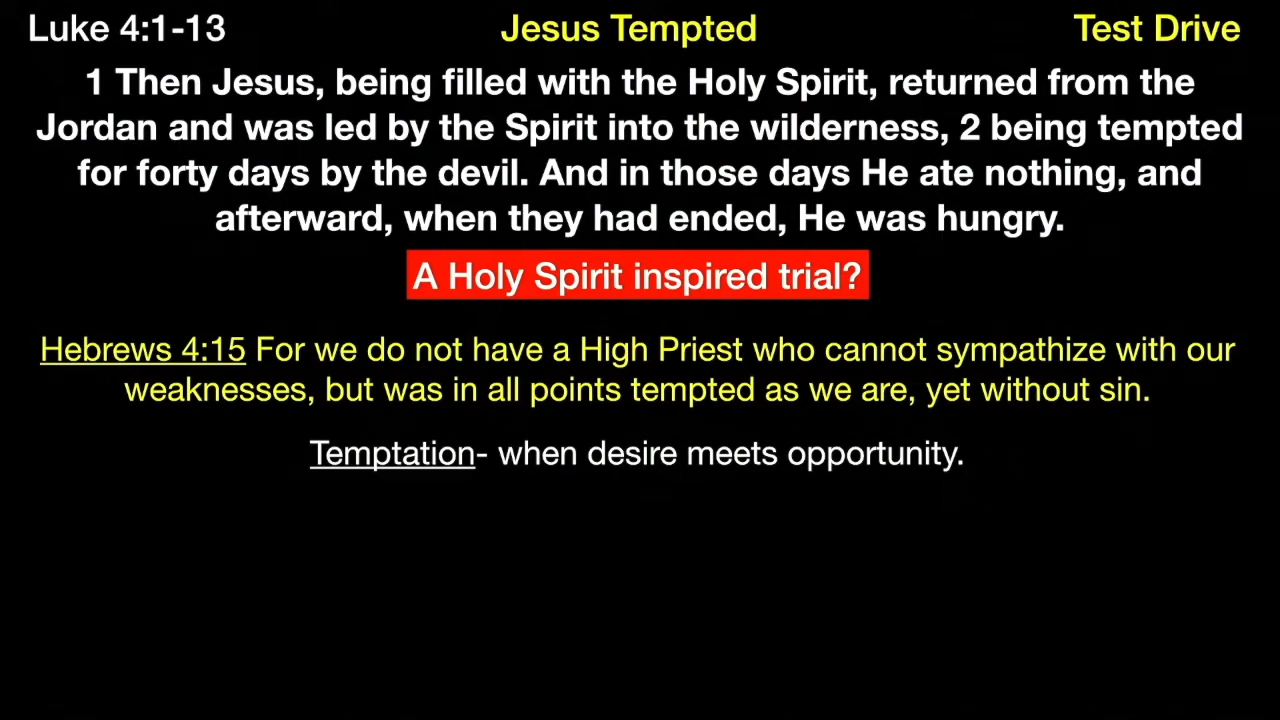 Luke 4:1-13 Jesus Tempted Test Drive
1 Then Jesus, being filled with the Holy Spirit, returned from the
Jordan and was led by the Spirit into the wilderness, 2 being tempted
for forty days by the devil. And in those days He ate nothing, and
afterward, when they had ended, He was hungry.
A Holy Spirit inspired trial?
Hebrews 4:15 For we do not have a High Priest who cannot sympathize with our
weaknesses, but was in all points tempted as we are, yet without sin.
Temptation- when desire meets opportunity.